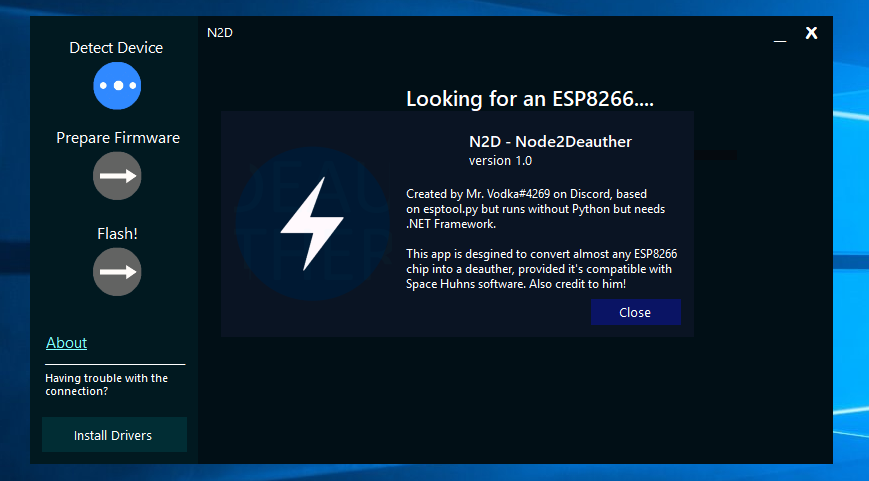 N2D
Detect Device
Prepare Firmware
Flash!
About
Having trouble with the
connection?
Install Drivers
Looking for an ESP8266....
N2D - Node2Deauther
version 1.0
Created by Mr. Vodka#4269 on Discord, based
on esptool.py but runs without Python but needs
.NET Framework.
This app is desgined to convert almost any ESP8266
chip into a deauther, provided it's compatible with
Space Huhns software. Also credit to him!
Close
DEAU
THER